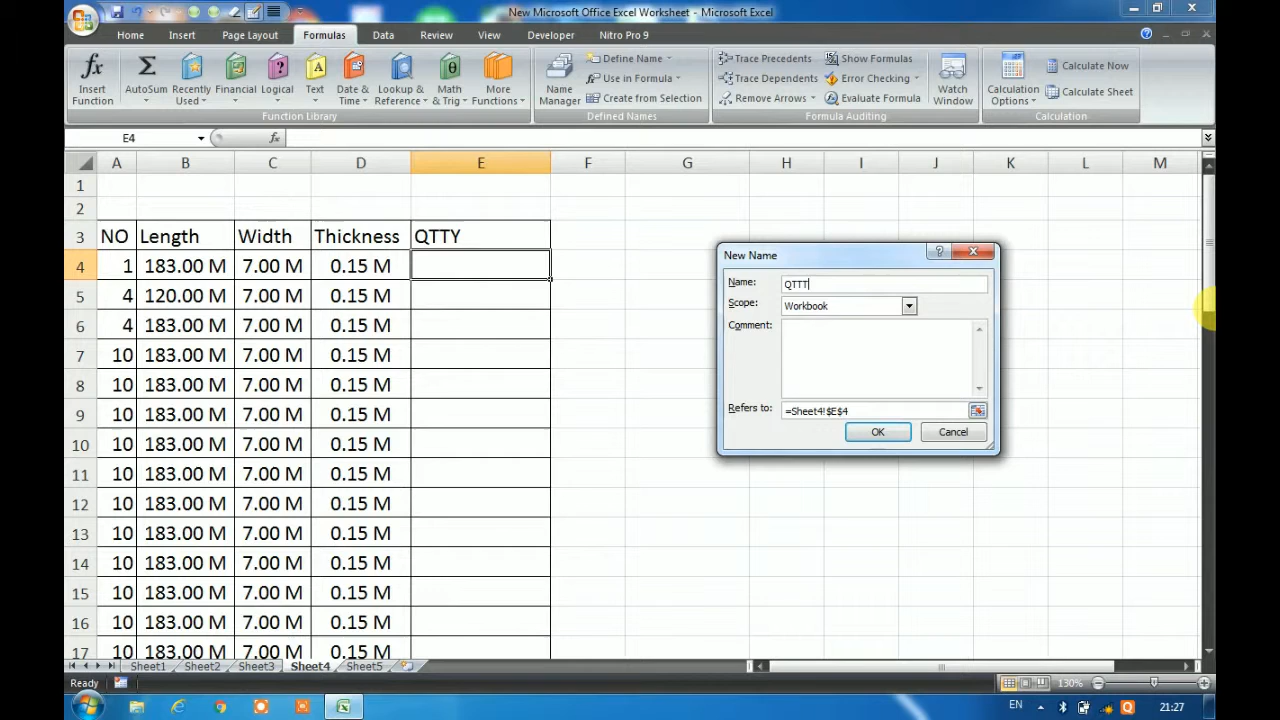 New Microsoft Office Excel Worksheet - Microsoft Excel
Home Insert Page Layout Formulas Data Review View Developer Nitro Pro 9
Insert Function
AutoSum
Recently Used
Financial
Logical
Text
Date & Time
Lookup & Reference
Math & Trig
More Functions
Function Library
Name Manager
Define Name
Use in Formula
Create from Selection
Defined Names
Trace Precedents
Trace Dependents
Remove Arrows
Show Formulas
Error Checking
Evaluate Formula
Formula Auditing
Watch Window
Calculation Options
Calculate Now
Calculate Sheet
Calculation
E4 fx
A B C D E F G H I J K L M
1
2
3 NO Length Width Thickness QTTY
4 1 183.00 M 7.00 M 0.15 M
5 4 120.00 M 7.00 M 0.15 M
6 4 183.00 M 7.00 M 0.15 M
7 10 183.00 M 7.00 M 0.15 M
8 10 183.00 M 7.00 M 0.15 M
9 10 183.00 M 7.00 M 0.15 M
10 10 183.00 M 7.00 M 0.15 M
11 10 183.00 M 7.00 M 0.15 M
12 10 183.00 M 7.00 M 0.15 M
13 10 183.00 M 7.00 M 0.15 M
14 10 183.00 M 7.00 M 0.15 M
15 10 183.00 M 7.00 M 0.15 M
16 10 183.00 M 7.00 M 0.15 M
17 10 183.00 M 7.00 M 0.15 M
New Name
Name: QTTT
Scope: Workbook
Comment:
Refers to: =Sheet4!$E$4
OK Cancel
Sheet1 Sheet2 Sheet3 Sheet4 Sheet5
Ready 130%
EN 21:27